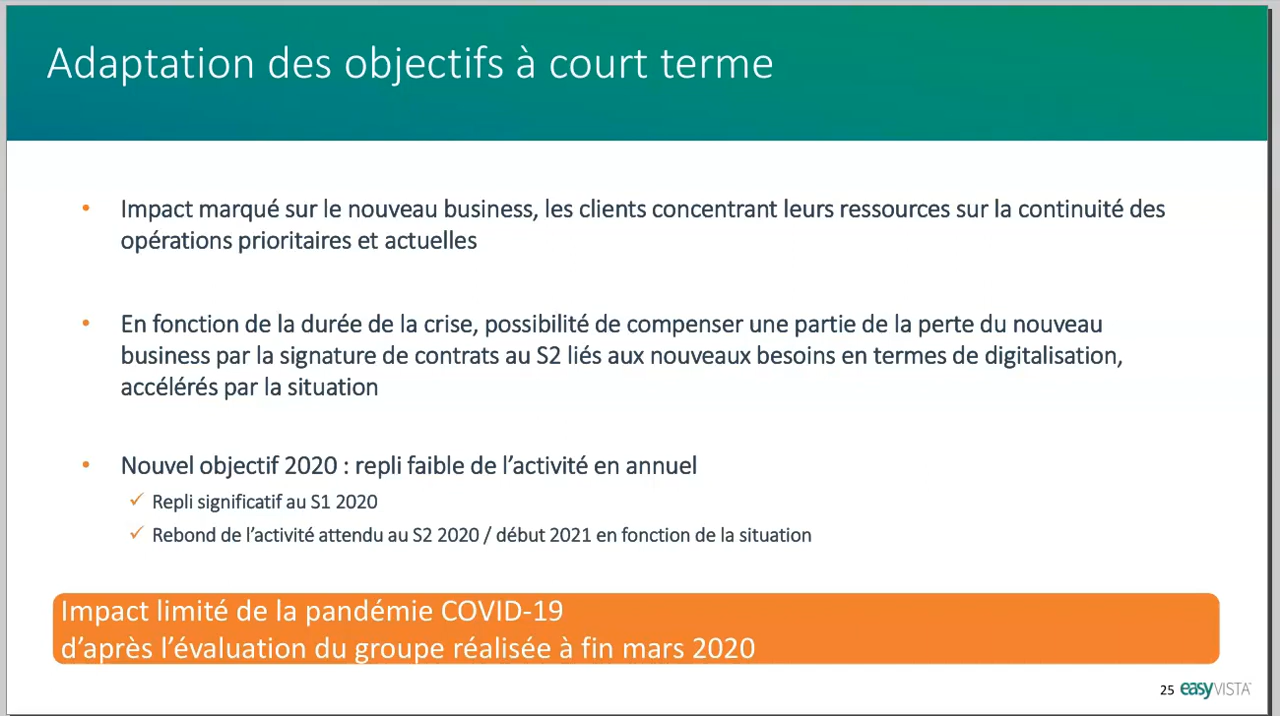 Adaptation des objectifs à court terme
• Impact marqué sur le nouveau business, les clients concentrant leurs ressources sur la continuité des
opérations prioritaires et actuelles
• En fonction de la durée de la crise, possibilité de compenser une partie de la perte du nouveau
business par la signature de contrats au S2 liés aux nouveaux besoins en termes de digitalisation,
accélérés par la situation
• Nouvel objectif 2020 : repli faible de l’activité en annuel
✓ Repli significatif au S1 2020
✓ Rebond de l’activité attendu au S2 2020 / début 2021 en fonction de la situation
Impact limité de la pandémie COVID-19
d’après l’évaluation du groupe réalisée à fin mars 2020
25 easyVISTA